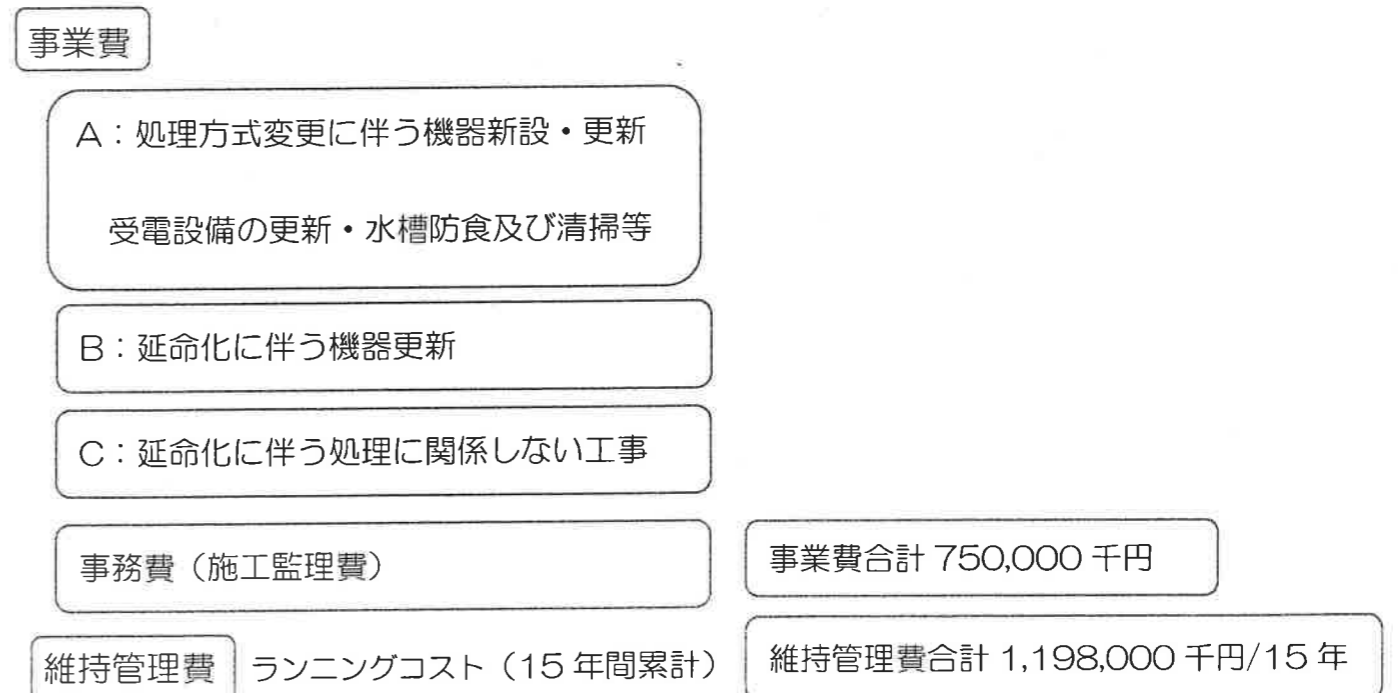 事業費
A：処理方式変更に伴う機器新設・更新
受電設備の更新・水槽防食及び清掃等
B：延命化に伴う機器更新
C：延命化に伴う処理に関係しない工事
事務費（施工監理費）
事業費合計 750,000 千円
維持管理費 ランニングコスト（15 年間累計）
維持管理費合計 1,198,000 千円/15 年